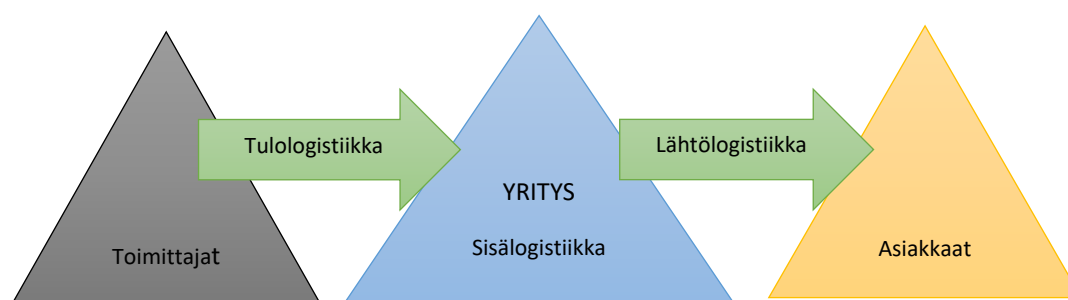 Tulologistiikka
Lähtölogistiikka
YRITYS
Toimittajat
Sisälogistiikka
Asiakkaat